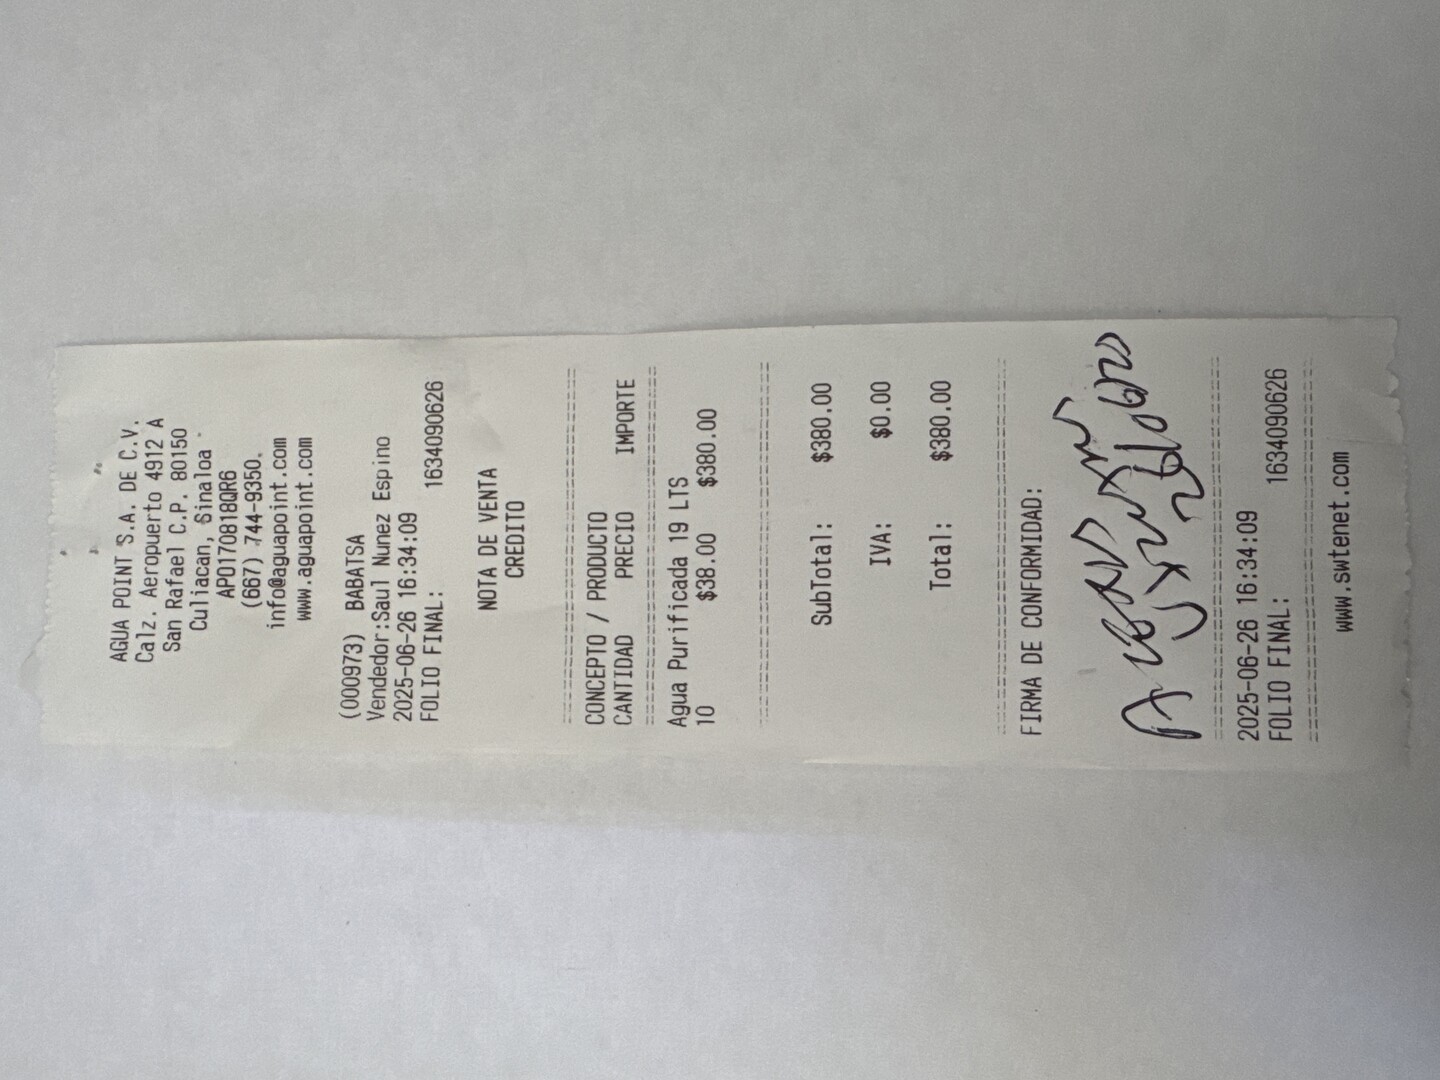 AGUA POINT S.A. DE C.V.
Calz. Aeropuerto 4912 A
San Rafael C.P. 80150
Culiacan, Sinaloa
APO170818QR6
(667) 744-9350.
info@aguapoint.com
www.aguapoint.com
(000973) BABATSA
Vendedor:Saul Nunez Espino
2025-06-26 16:34:09
FOLIO FINAL: 1634090626
NOTA DE VENTA
CREDITO
CONCEPTO / PRODUCTO
CANTIDAD PRECIO IMPORTE
Agua Purificada 19 LTS
10 $38.00 $380.00
SubTotal: $380.00
IVA: $0.00
Total: $380.00
FIRMA DE CONFORMIDAD:
2025-06-26 16:34:09
FOLIO FINAL: 1634090626
www.swtenet.com